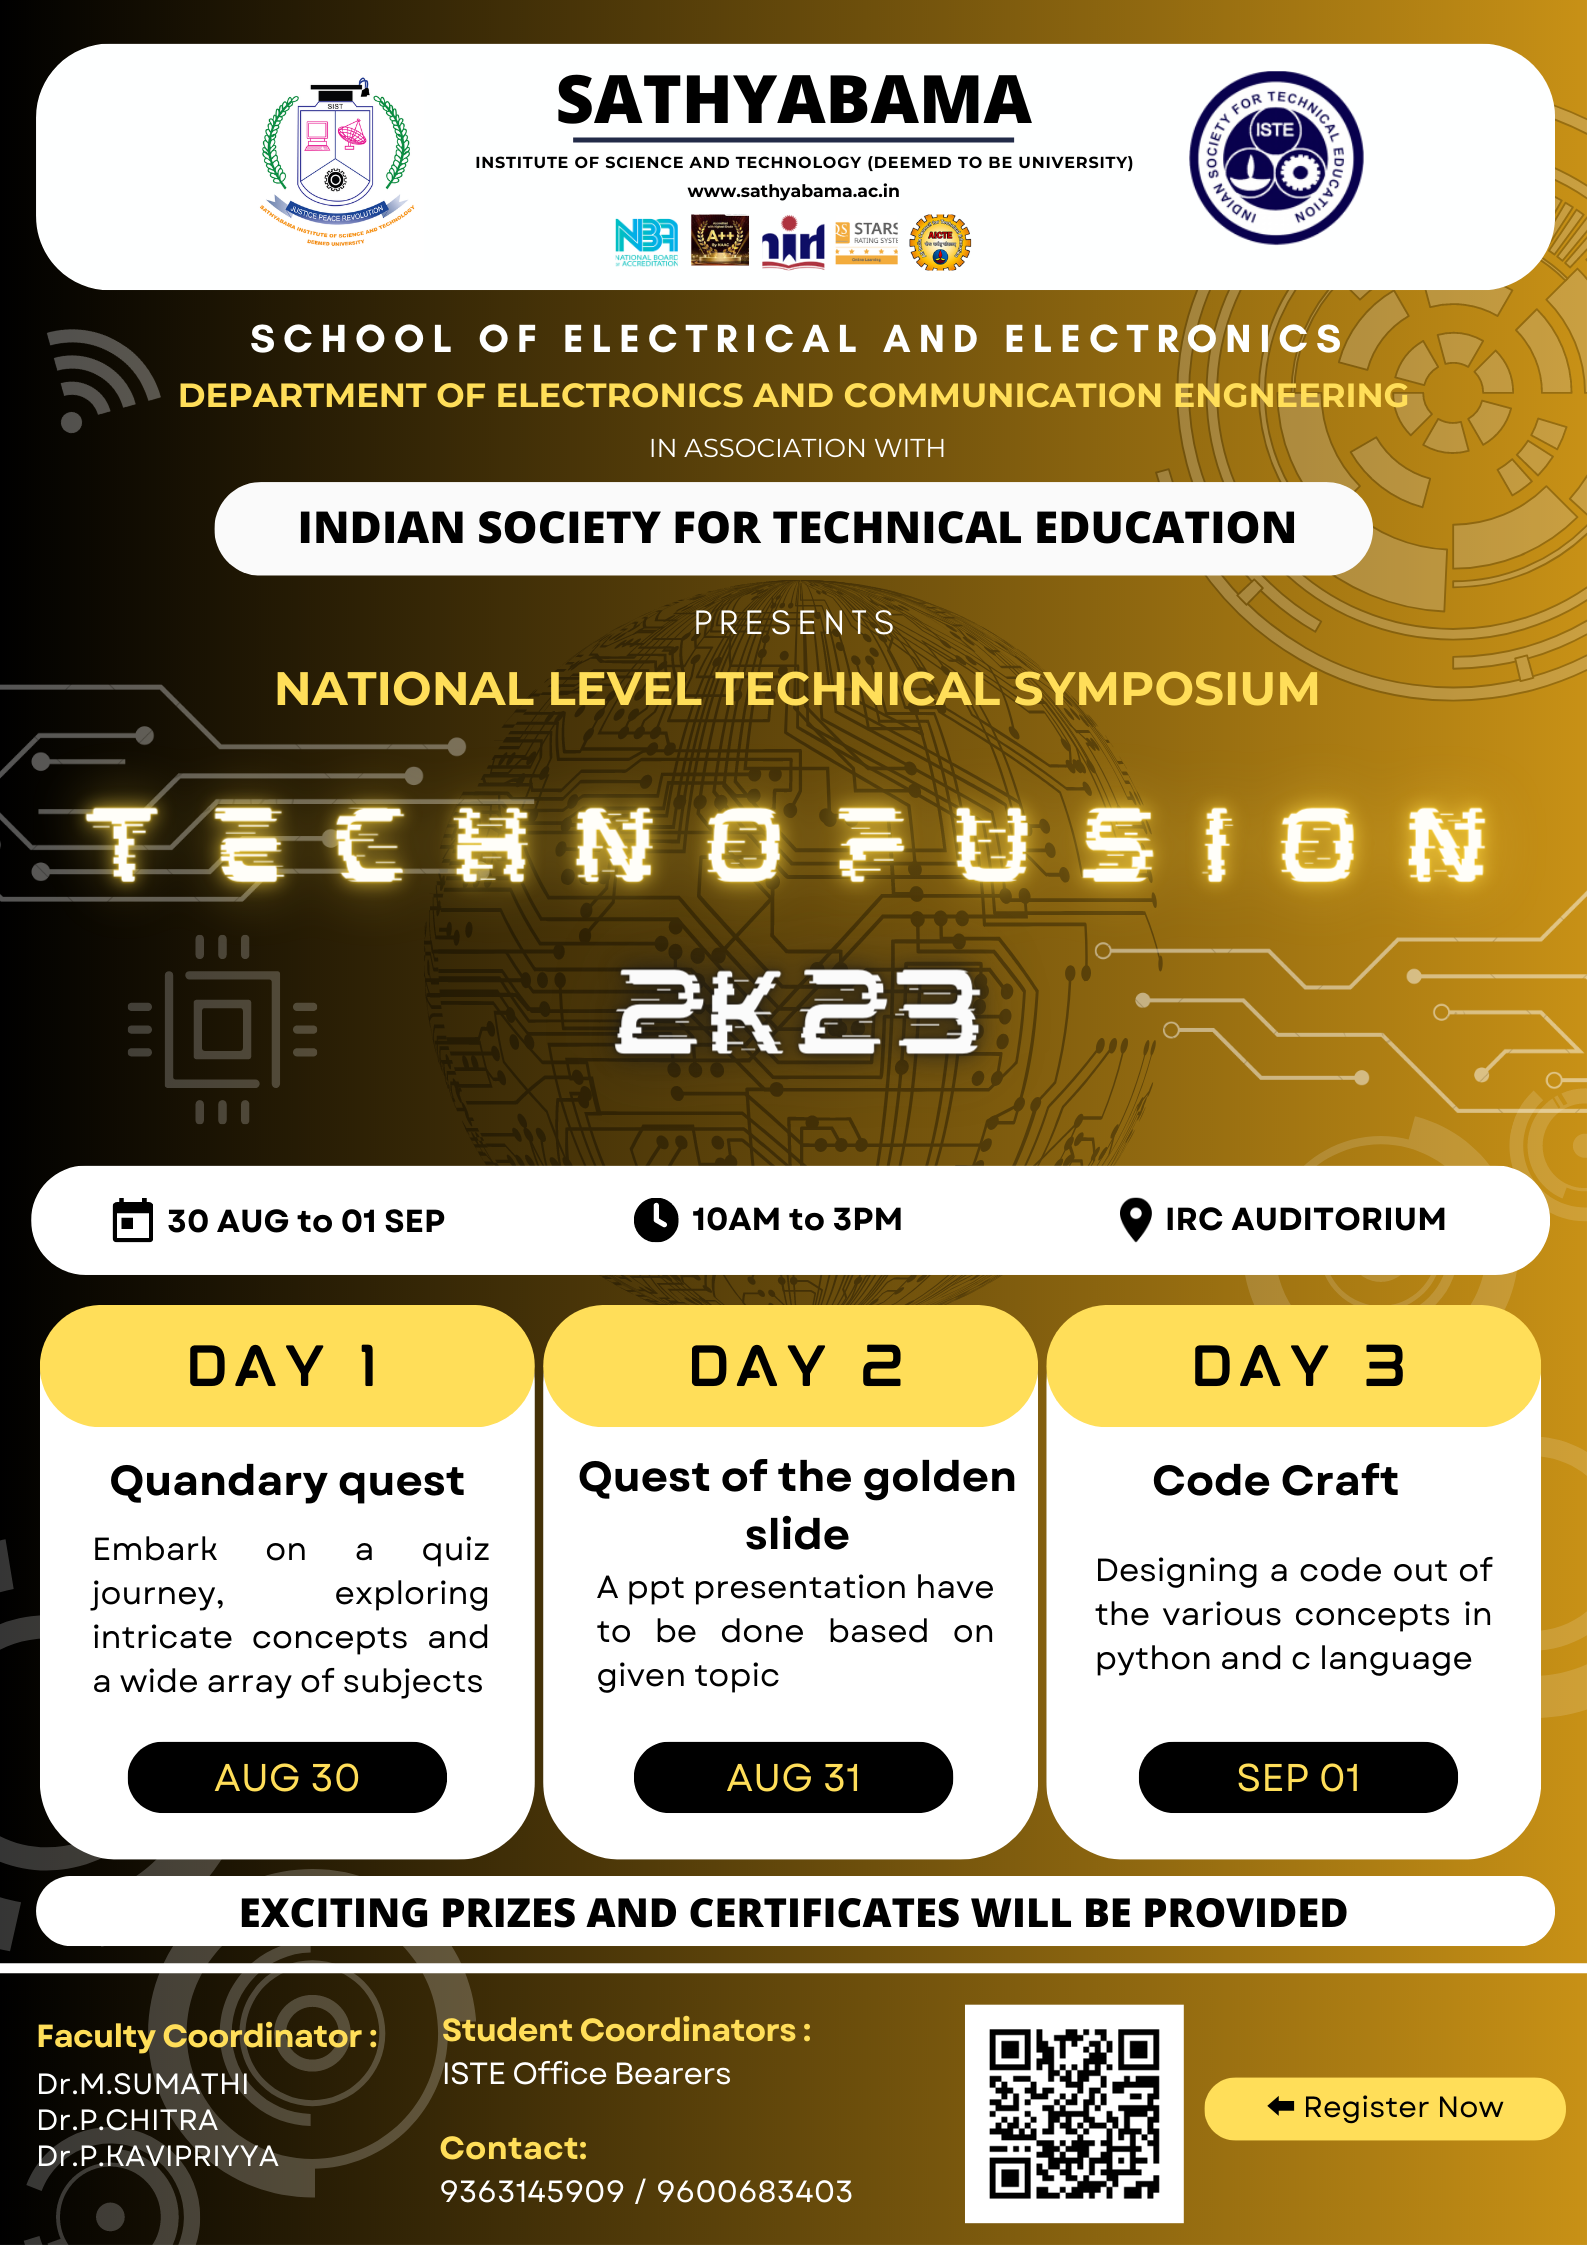 SIST
JUSTICE PEACE REVOLUTION
SATHYABAMA INSTITUTE OF SCIENCE AND TECHNOLOGY
DEEMED UNIVERSITY
SATHYABAMA
INSTITUTE OF SCIENCE AND TECHNOLOGY (DEEMED TO BE UNIVERSITY)
www.sathyabama.ac.in
NBA
NATIONAL BOARD
of ACCREDITATION
A++
nirf
QS STARS
RATING SYSTE
AICTE
INDIAN SOCIETY FOR TECHNICAL EDUCATION
ISTE
SCHOOL OF ELECTRICAL AND ELECTRONICS
DEPARTMENT OF ELECTRONICS AND COMMUNICATION ENGNEERING
IN ASSOCIATION WITH
INDIAN SOCIETY FOR TECHNICAL EDUCATION
PRESENTS
NATIONAL LEVEL TECHNICAL SYMPOSIUM
TECHNOFUSION
2K23
30 AUG to 01 SEP
10AM to 3PM
IRC AUDITORIUM
DAY 1
Quandary quest
Embark on a quiz
journey, exploring
intricate concepts and
a wide array of subjects
AUG 30
DAY 2
Quest of the golden
slide
A ppt presentation have
to be done based on
given topic
AUG 31
DAY 3
Code Craft
Designing a code out of
the various concepts in
python and c language
SEP 01
EXCITING PRIZES AND CERTIFICATES WILL BE PROVIDED
Faculty Coordinator :
Dr.M.SUMATHI
Dr.P.CHITRA
Dr.P.KAVIPRIYYA
Student Coordinators :
ISTE Office Bearers
Contact:
9363145909 / 9600683403
Register Now